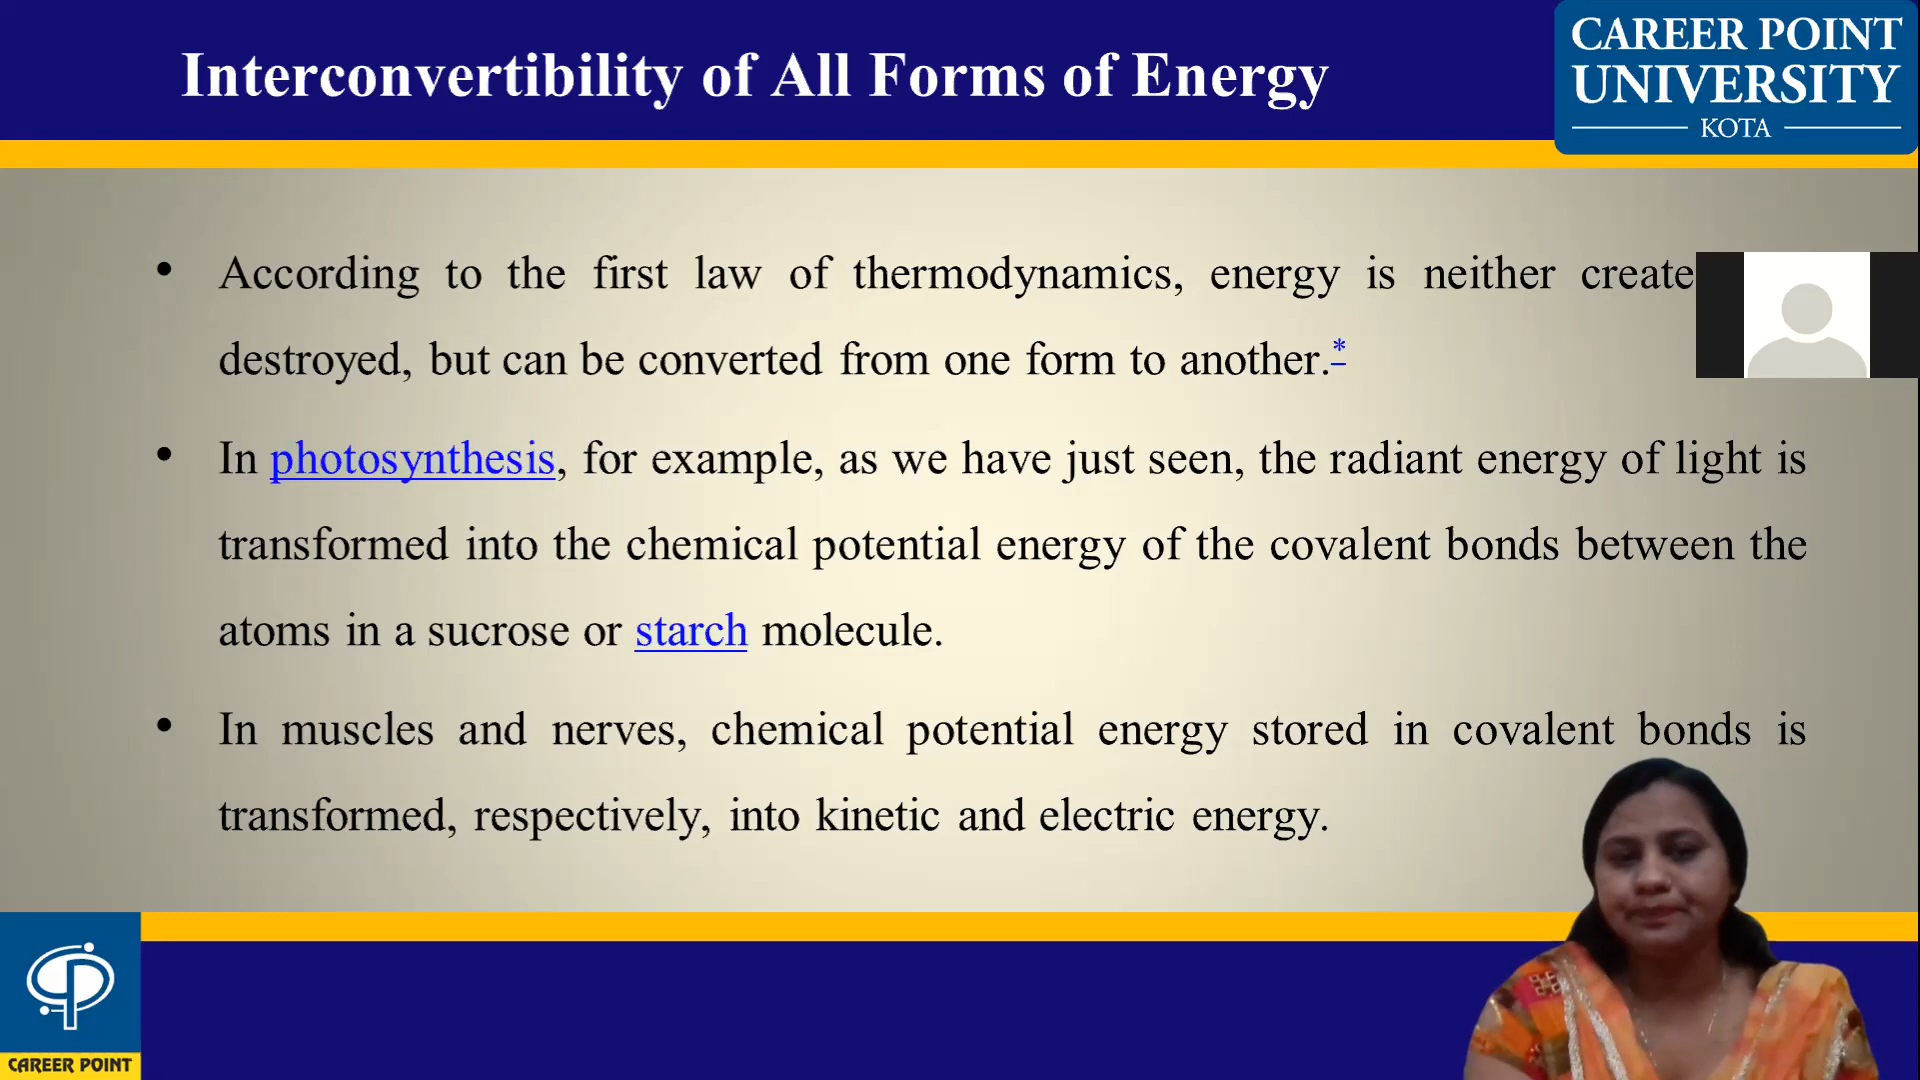 Interconvertibility of All Forms of Energy
CAREER POINT
UNIVERSITY
KOTA
• According to the first law of thermodynamics, energy is neither create
destroyed, but can be converted from one form to another.*
• In photosynthesis, for example, as we have just seen, the radiant energy of light is
transformed into the chemical potential energy of the covalent bonds between the
atoms in a sucrose or starch molecule.
• In muscles and nerves, chemical potential energy stored in covalent bonds is
transformed, respectively, into kinetic and electric energy.
CAREER POINT